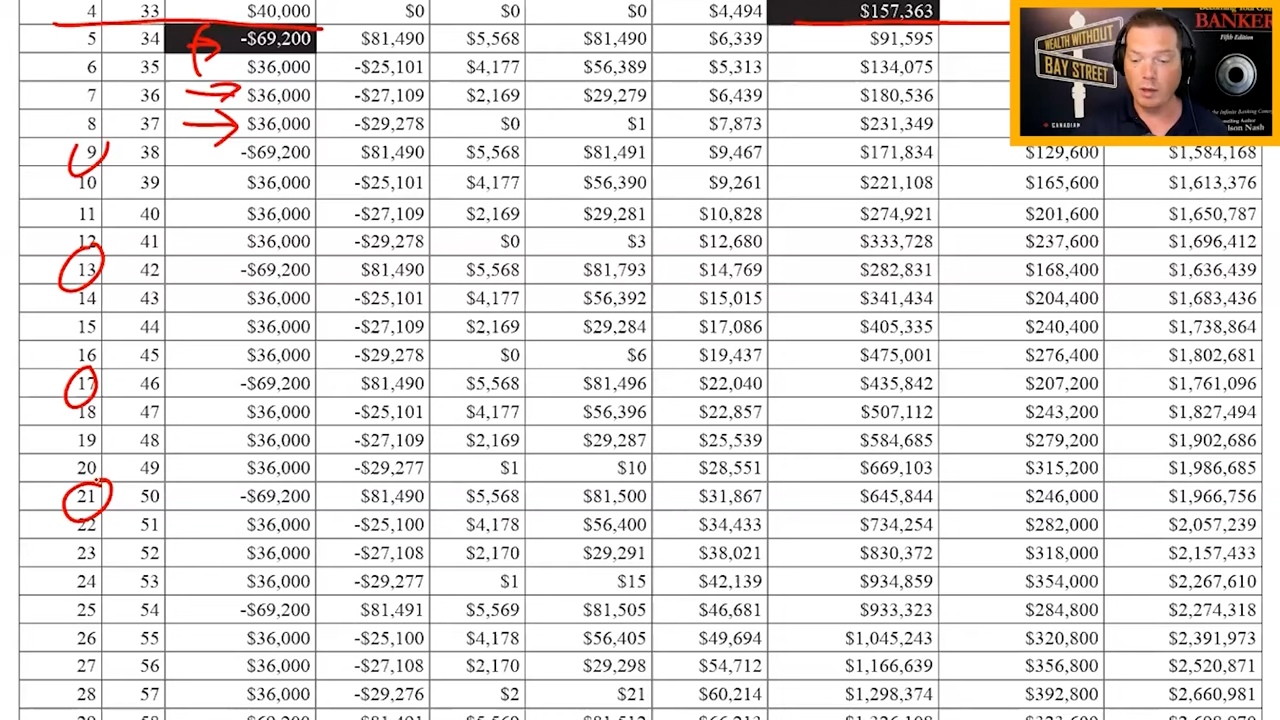 4 33 $40,000 $0 $0 $0 $4,494 $157,363
5 34 -$69,200 $81,490 $5,568 $81,490 $6,339 $91,595
6 35 $36,000 -$25,101 $4,177 $56,389 $5,313 $134,075
7 36 $36,000 -$27,109 $2,169 $29,279 $6,439 $180,536
8 37 $36,000 -$29,278 $0 $1 $7,873 $231,349
9 38 -$69,200 $81,490 $5,568 $81,491 $9,467 $171,834 $129,600 $1,584,168
10 39 $36,000 -$25,101 $4,177 $56,390 $9,261 $221,108 $165,600 $1,613,376
11 40 $36,000 -$27,109 $2,169 $29,281 $10,828 $274,921 $201,600 $1,650,787
12 41 $36,000 -$29,278 $0 $3 $12,680 $333,728 $237,600 $1,696,412
13 42 -$69,200 $81,490 $5,568 $81,793 $14,769 $282,831 $168,400 $1,636,439
14 43 $36,000 -$25,101 $4,177 $56,392 $15,015 $341,434 $204,400 $1,683,436
15 44 $36,000 -$27,109 $2,169 $29,284 $17,086 $405,335 $240,400 $1,738,864
16 45 $36,000 -$29,278 $0 $6 $19,437 $475,001 $276,400 $1,802,681
17 46 -$69,200 $81,490 $5,568 $81,496 $22,040 $435,842 $207,200 $1,761,096
18 47 $36,000 -$25,101 $4,177 $56,396 $22,857 $507,112 $243,200 $1,827,494
19 48 $36,000 -$27,109 $2,169 $29,287 $25,539 $584,685 $279,200 $1,902,686
20 49 $36,000 -$29,277 $1 $10 $28,551 $669,103 $315,200 $1,986,685
21 50 -$69,200 $81,490 $5,568 $81,500 $31,867 $645,844 $246,000 $1,966,756
22 51 $36,000 -$25,100 $4,178 $56,400 $34,433 $734,254 $282,000 $2,057,239
23 52 $36,000 -$27,108 $2,170 $29,291 $38,021 $830,372 $318,000 $2,157,433
24 53 $36,000 -$29,277 $1 $15 $42,139 $934,859 $354,000 $2,267,610
25 54 -$69,200 $81,491 $5,569 $81,505 $46,681 $933,323 $284,800 $2,274,318
26 55 $36,000 -$25,100 $4,178 $56,405 $49,694 $1,045,243 $320,800 $2,391,973
27 56 $36,000 -$27,108 $2,170 $29,298 $54,712 $1,166,639 $356,800 $2,520,871
28 57 $36,000 -$29,276 $2 $21 $60,214 $1,298,374 $392,800 $2,660,981
WEALTH WITHOUT
BAY STREET
CANADIAN
BANKER
Fifth Edition
the Infinite Banking
Author
lson Nash